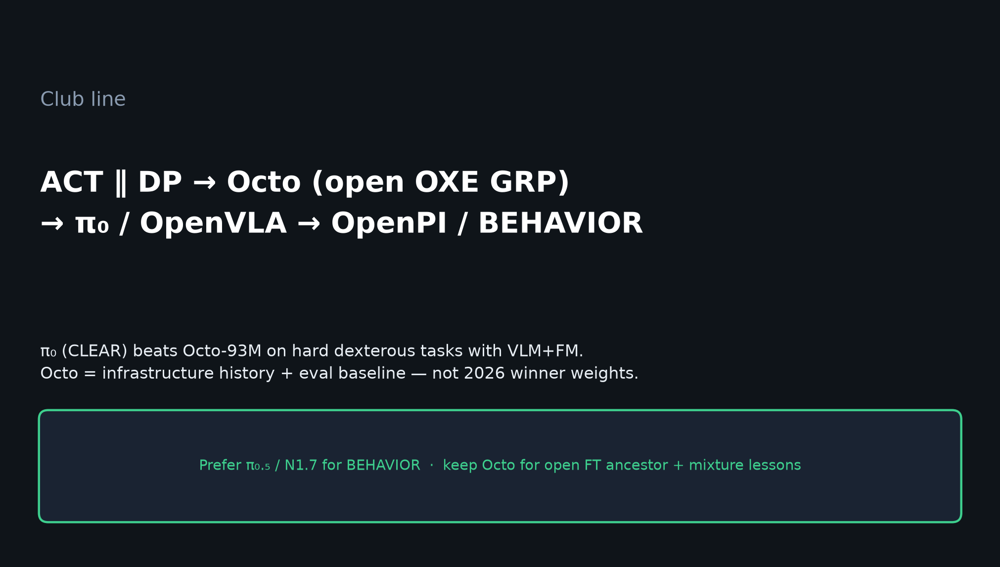 Club line
ACT ∥ DP → Octo (open OXE GRP)
→ π₀ / OpenVLA → OpenPI / BEHAVIOR
π₀ (CLEAR) beats Octo-93M on hard dexterous tasks with VLM+FM.
Octo = infrastructure history + eval baseline — not 2026 winner weights.
Prefer π₀.₅ / N1.7 for BEHAVIOR · keep Octo for open FT ancestor + mixture lessons